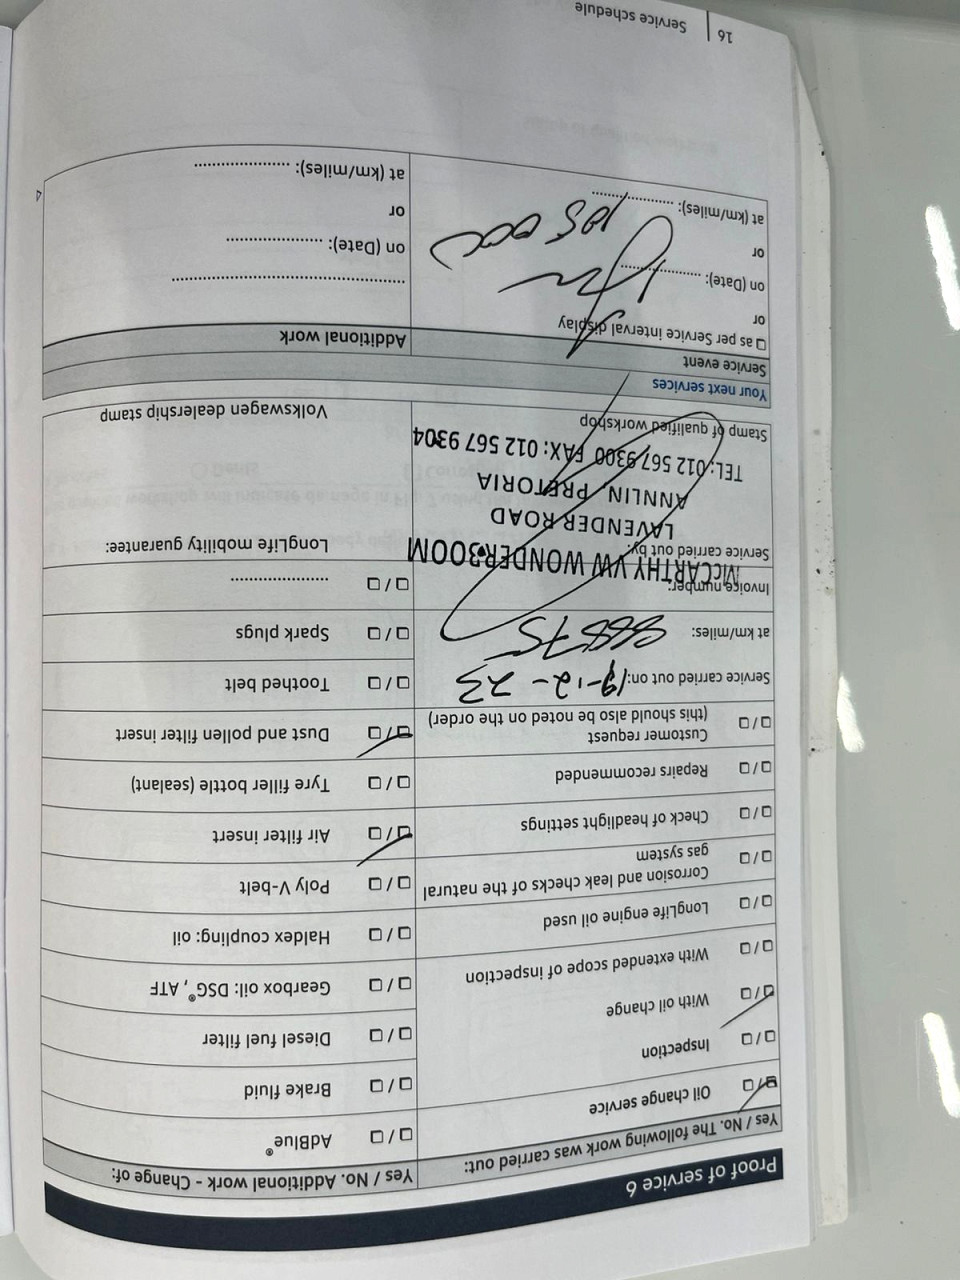 Proof of service 6
Yes / No. The following work was carried out:
Oil change service
Inspection
With oil change
With extended scope of inspection
LongLife engine oil used
Corrosion and leak checks of the natural
gas system
Check of headlight settings
Repairs recommended
Customer request
(this should also be noted on the order)
Service carried out on: 19-12-23
at km/miles:
Invoice number:
Service carried out by:
McCARTHY VW WONDERBOOM
LAVENDER ROAD
ANNLIN, PRETORIA
TEL: 012 567 9300 FAX: 012 567 9304
Stamp of qualified workshop
Yes / No. Additional work - Change of:
AdBlue®
Brake fluid
Diesel fuel filter
Gearbox oil: DSG®, ATF
Haldex coupling: oil
Poly-V-belt
Air filter insert
Tyre filler bottle (sealant)
Dust and pollen filter insert
Toothed belt
Spark plugs
....................
LongLife mobility guarantee:
Volkswagen dealership stamp
Your next services
Service event
as per Service interval display
or
on (Date): 
or
at (km/miles): 105 000
Additional work
................................................
on (Date): ....................
or
at (km/miles): ....................
16 | Service schedule